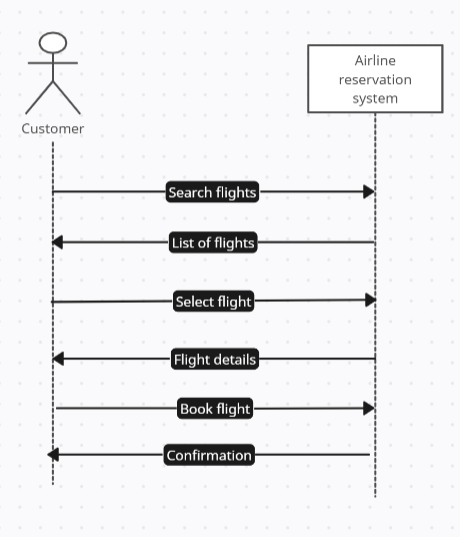 Airline
reservation
system
Customer
Search flights
List of flights
Select flight
Flight details
Book flight
Confirmation